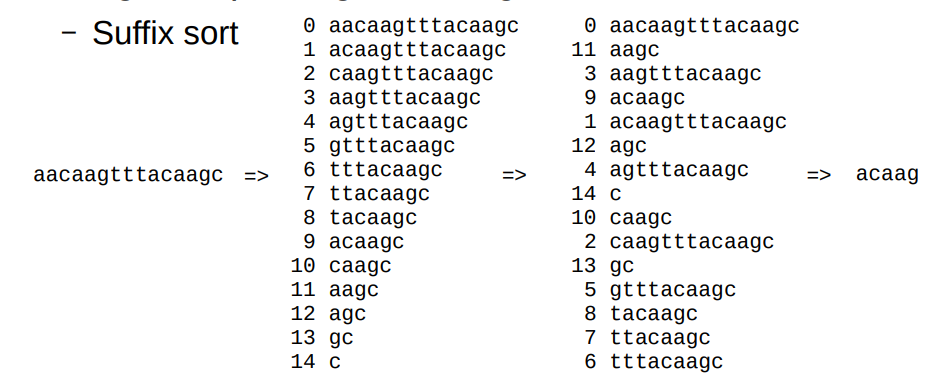 – Suffix sort
0 aacaagtttacaagc 0 aacaagtttacaagc
1 acaagtttacaagc 11 aagc
2 caagtttacaagc 3 aagtttacaagc
3 aagtttacaagc 9 acaagc
4 agtttacaagc 1 acaagtttacaagc
5 gtttacaagc 12 agc
aacaagtttacaagc => 6 tttacaagc => 4 agtttacaagc => acaag
7 ttacaagc 14 c
8 tacaagc 10 caagc
9 acaagc 2 caagtttacaagc
10 caagc 13 gc
11 aagc 5 gtttacaagc
12 agc 8 tacaagc
13 gc 7 ttacaagc
14 c 6 tttacaagc